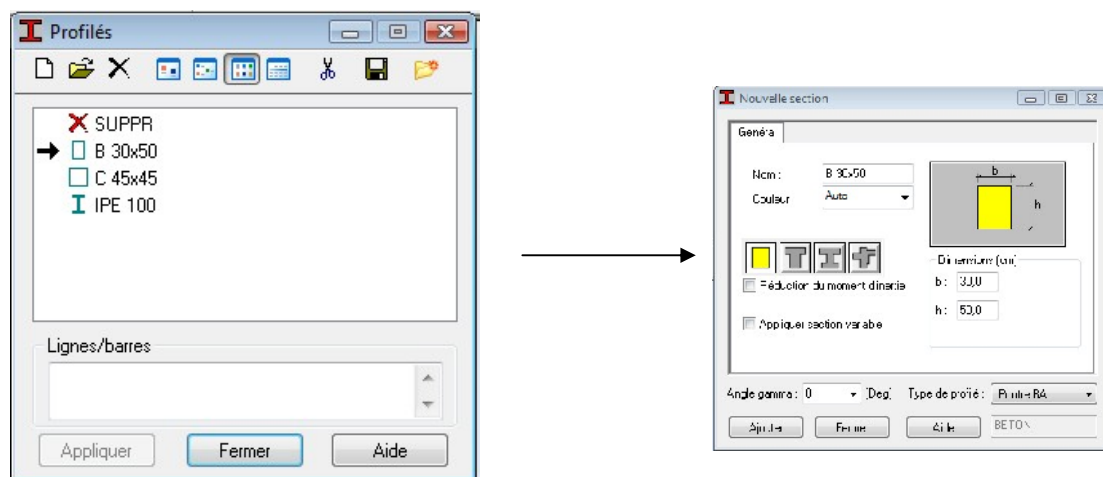 Profilés
SUPPR
B 30x50
C 45x45
IPE 100
Lignes/barres
Appliquer
Fermer
Aide
Nouvelle section
Général
Nom : B 30x50
Couleur Auto
Réduction du moment d'inertie
Appliquer section variable
b
h
Dimensions (cm)
b : 30,0
h : 50,0
Angle gamma : 0 [Deg] Type de profilé : Poutre BA
Ajouter Fermer Aide BETON